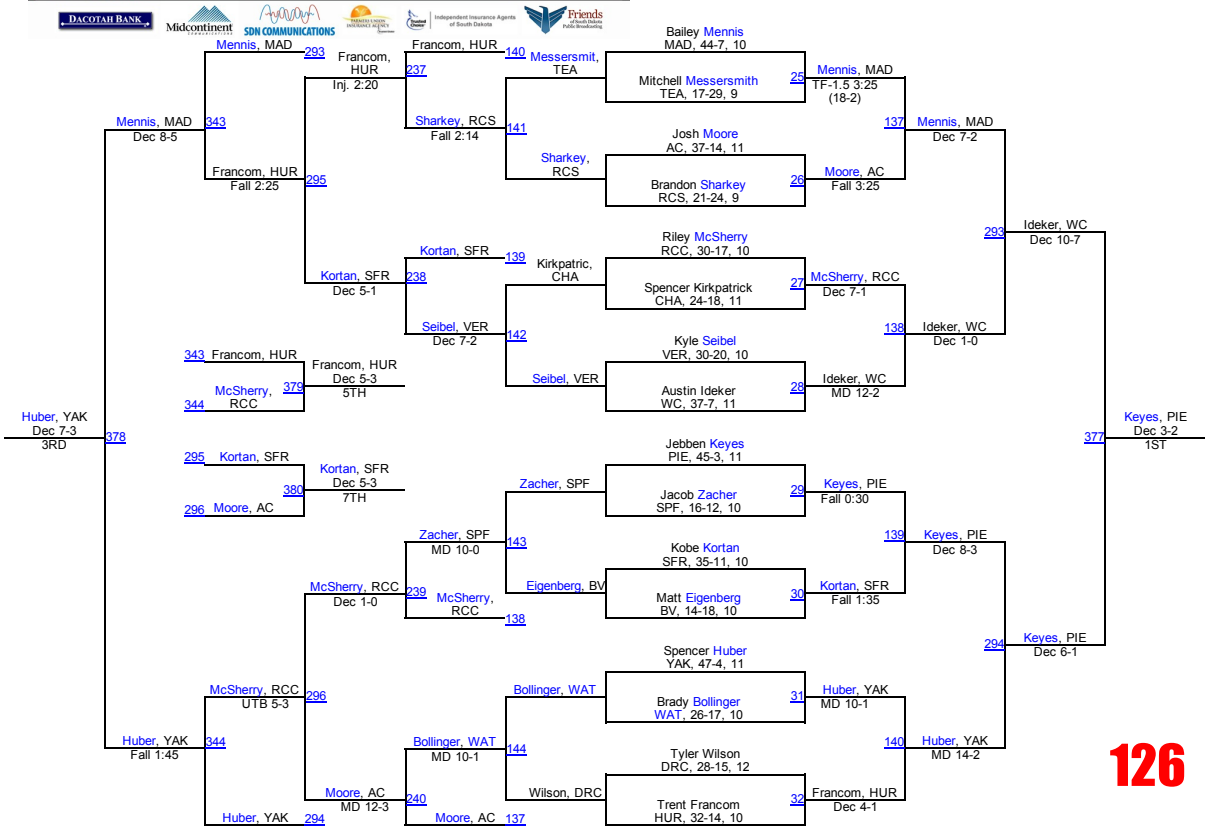 DACOTAH BANK
Midcontinent
COMMUNICATIONS
SDN COMMUNICATIONS
FARMERS UNION
INSURANCE AGENCY
Trusted
Choice
Independent Insurance Agents
of South Dakota
Friends
of South Dakota
Public Broadcasting
Bailey Mennis
MAD, 44-7, 10
Mitchell Messersmith
TEA, 17-29, 9
25
Mennis, MAD
TF-1.5 3:25
(18-2)
Josh Moore
AC, 37-14, 11
Brandon Sharkey
RCS, 21-24, 9
26
Moore, AC
Fall 3:25
137
Mennis, MAD
Dec 7-2
Riley McSherry
RCC, 30-17, 10
Spencer Kirkpatrick
CHA, 24-18, 11
27
McSherry, RCC
Dec 7-1
Kyle Seibel
VER, 30-20, 10
Austin Ideker
WC, 37-7, 11
28
Ideker, WC
MD 12-2
138
Ideker, WC
Dec 1-0
293
Ideker, WC
Dec 10-7
Jebben Keyes
PIE, 45-3, 11
Jacob Zacher
SPF, 16-12, 10
29
Keyes, PIE
Fall 0:30
Kobe Kortan
SFR, 35-11, 10
Matt Eigenberg
BV, 14-18, 10
30
Kortan, SFR
Fall 1:35
139
Keyes, PIE
Dec 8-3
Spencer Huber
YAK, 47-4, 11
Brady Bollinger
WAT, 26-17, 10
31
Huber, YAK
MD 10-1
Tyler Wilson
DRC, 28-15, 12
Trent Francom
HUR, 32-14, 10
32
Francom, HUR
Dec 4-1
140
Huber, YAK
MD 14-2
294
Keyes, PIE
Dec 6-1
377
Keyes, PIE
Dec 3-2
1ST
Messersmit,
TEA
Sharkey,
RCS
141
Francom, HUR
140
Sharkey, RCS
Fall 2:14
237
Francom,
HUR
Inj. 2:20
Kirkpatric,
CHA
Seibel, VER
142
Kortan, SFR
139
Seibel, VER
Dec 7-2
238
Kortan, SFR
Dec 5-1
295
Mennis, MAD
293
Francom, HUR
Fall 2:25
343
Mennis, MAD
Dec 8-5
343
Francom, HUR
344
McSherry,
RCC
379
Francom, HUR
Dec 5-3
5TH
Huber, YAK
Dec 7-3
3RD
378
295
Kortan, SFR
296
Moore, AC
380
Kortan, SFR
Dec 5-3
7TH
Zacher, SPF
Eigenberg, BV
143
Zacher, SPF
MD 10-0
McSherry,
RCC
138
239
McSherry, RCC
Dec 1-0
Bollinger, WAT
Wilson, DRC
144
Bollinger, WAT
MD 10-1
Moore, AC
137
240
Moore, AC
MD 12-3
296
McSherry, RCC
UTB 5-3
Huber, YAK
294
344
Huber, YAK
Fall 1:45
126